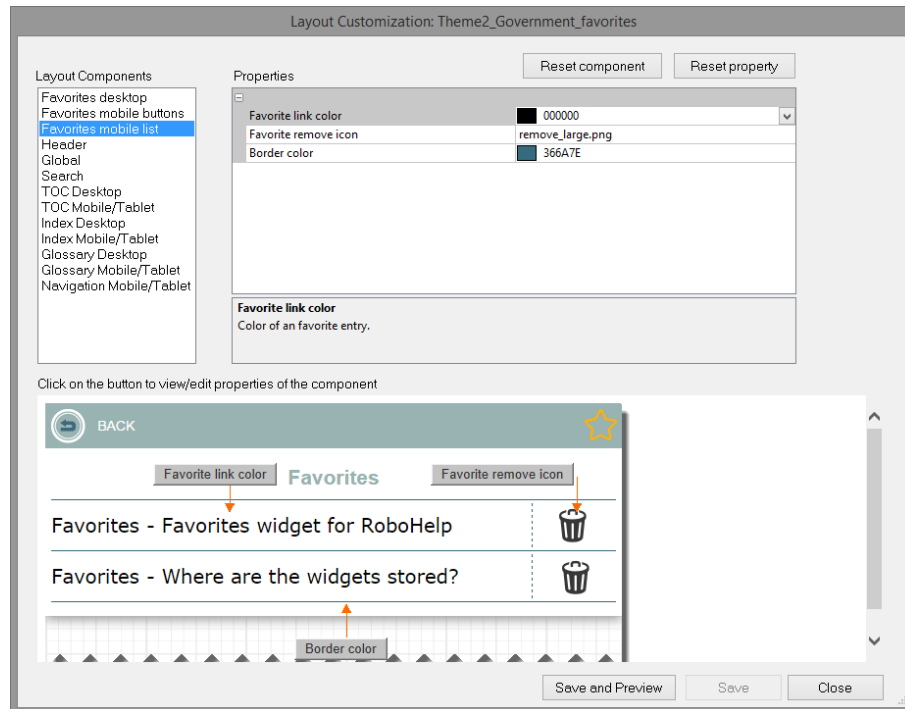 Layout Customization: Theme2_Government_favorites
Reset component
Reset property
Layout Components
Properties
Favorites desktop
Favorites mobile buttons
Favorites mobile list
Header
Global
Search
TOC Desktop
TOC Mobile/Tablet
Index Desktop
Index Mobile/Tablet
Glossary Desktop
Glossary Mobile/Tablet
Navigation Mobile/Tablet
Favorite link color 000000
Favorite remove icon remove_large.png
Border color 366A7E
Favorite link color
Color of an favorite entry.
Click on the button to view/edit properties of the component
BACK
Favorite link color
Favorites
Favorite remove icon
Favorites - Favorites widget for RoboHelp
Favorites - Where are the widgets stored?
Border color
Save and Preview
Save
Close